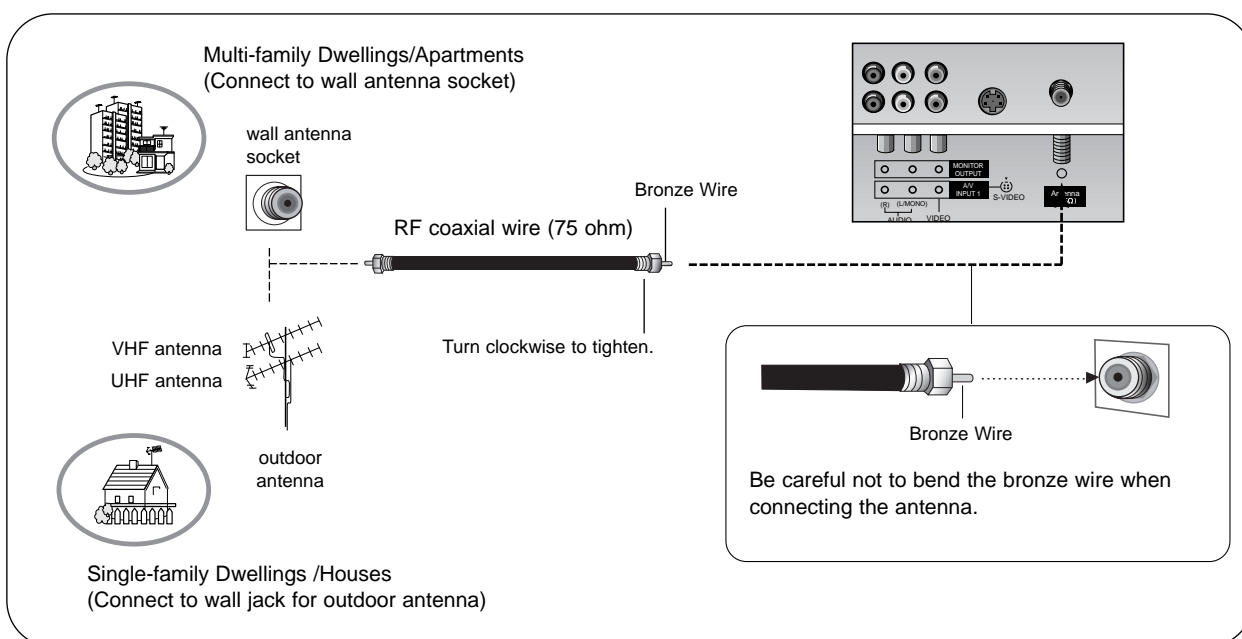 Multi-family Dwellings/Apartments
(Connect to wall antenna socket)
wall antenna
socket
Bronze Wire
RF coaxial wire (75 ohm)
MONITOR
OUTPUT
A/V
INPUT 1
S-VIDEO
(R) (L/MONO)
AUDIO VIDEO
VHF antenna
UHF antenna
Turn clockwise to tighten.
outdoor
antenna
Bronze Wire
Be careful not to bend the bronze wire when
connecting the antenna.
Single-family Dwellings /Houses
(Connect to wall jack for outdoor antenna)